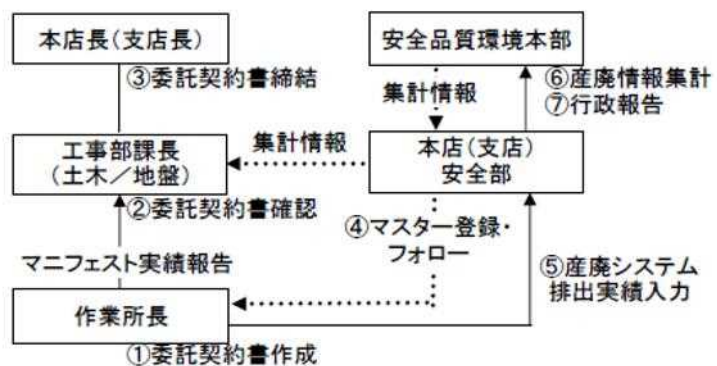 本店長(支店長)
安全品質環境本部
③委託契約書締結
集計情報
⑥産廃情報集計
⑦行政報告
工事部課長
(土木/地盤)
集計情報
本店(支店)
安全部
②委託契約書確認
④マスター登録・
フォロー
マニフェスト実績報告
⑤産廃システム
排出実績入力
作業所長
①委託契約書作成